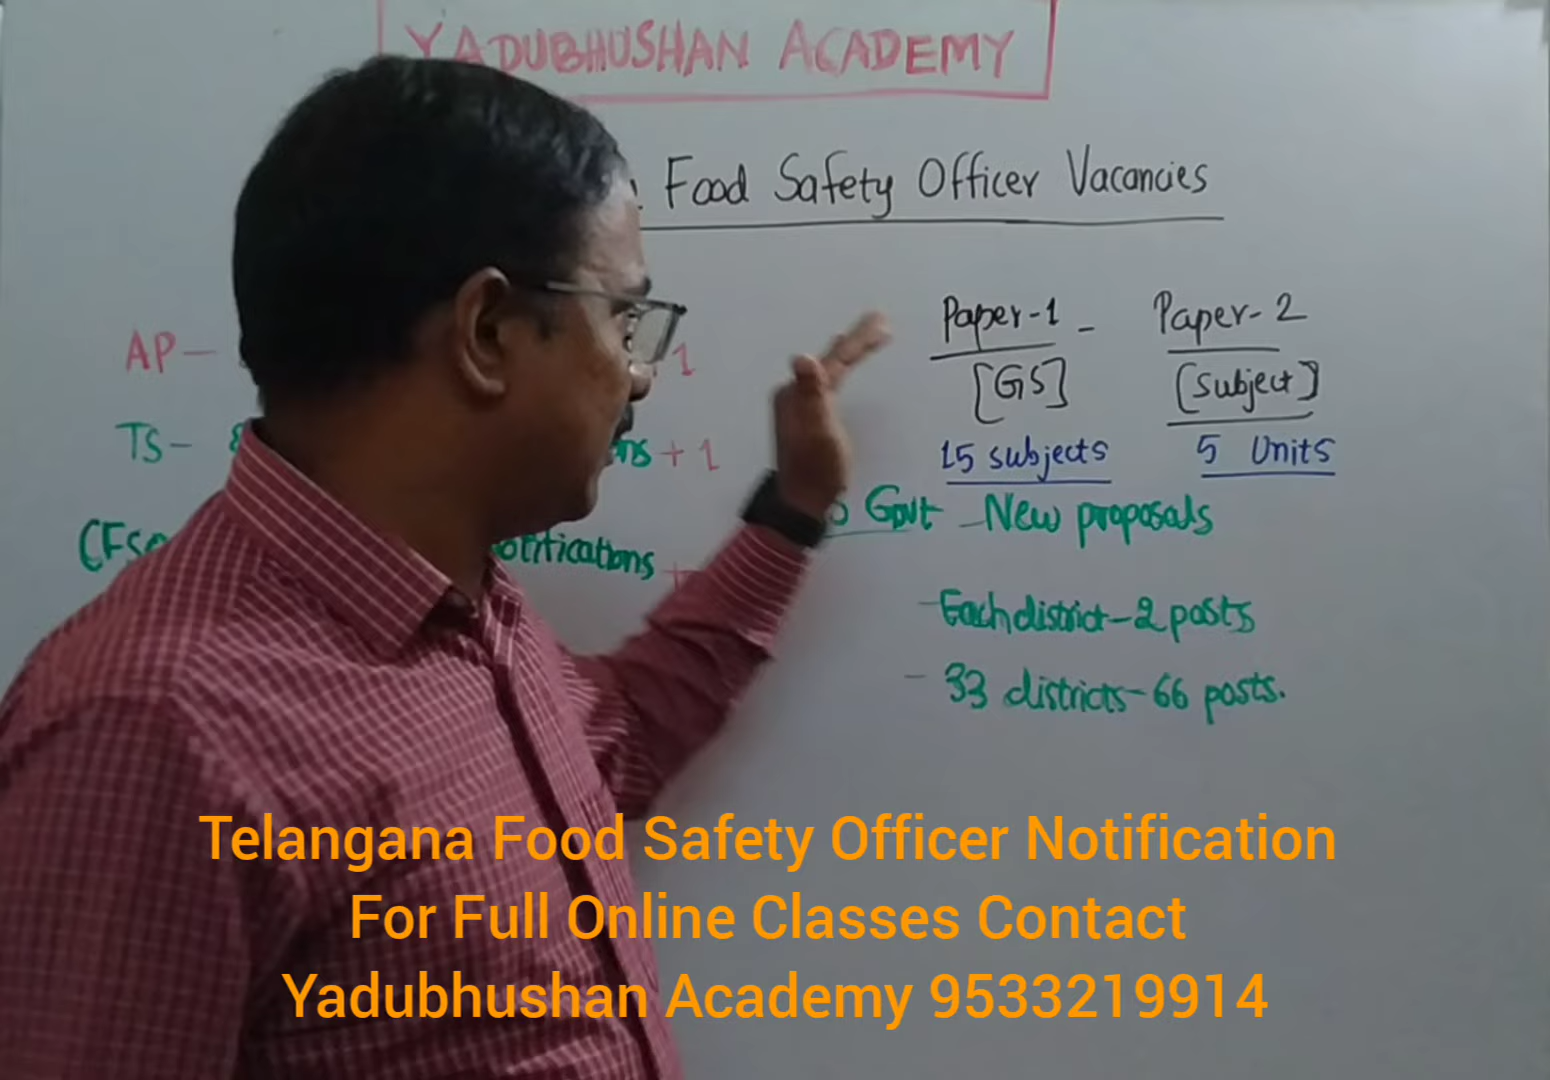 YADUBHUSHAN ACADEMY
Food Safety Officer Vacancies
Paper-1 - Paper-2
[GS] [Subject]
15 subjects 5 Units
AP- 1
TS- + 1
Govt - New proposals
notifications
- Each district - 2 posts
- 33 districts - 66 posts.
Telangana Food Safety Officer Notification
For Full Online Classes Contact
Yadubhushan Academy 9533219914